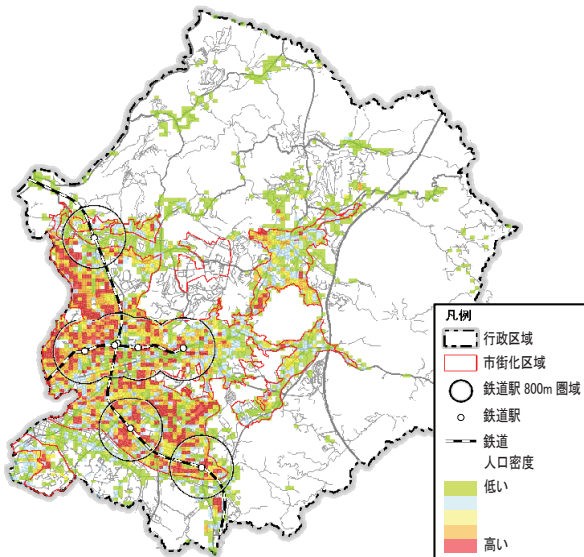 凡例
行政区域
市街化区域
鉄道駅 800m 圏域
鉄道駅
鉄道
人口密度
低い
高い